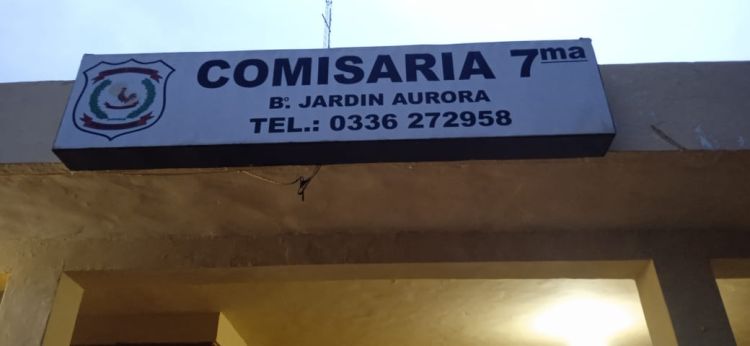 COMISARIA 7ma
Bº. JARDIN AURORA
TEL.: 0336 272958